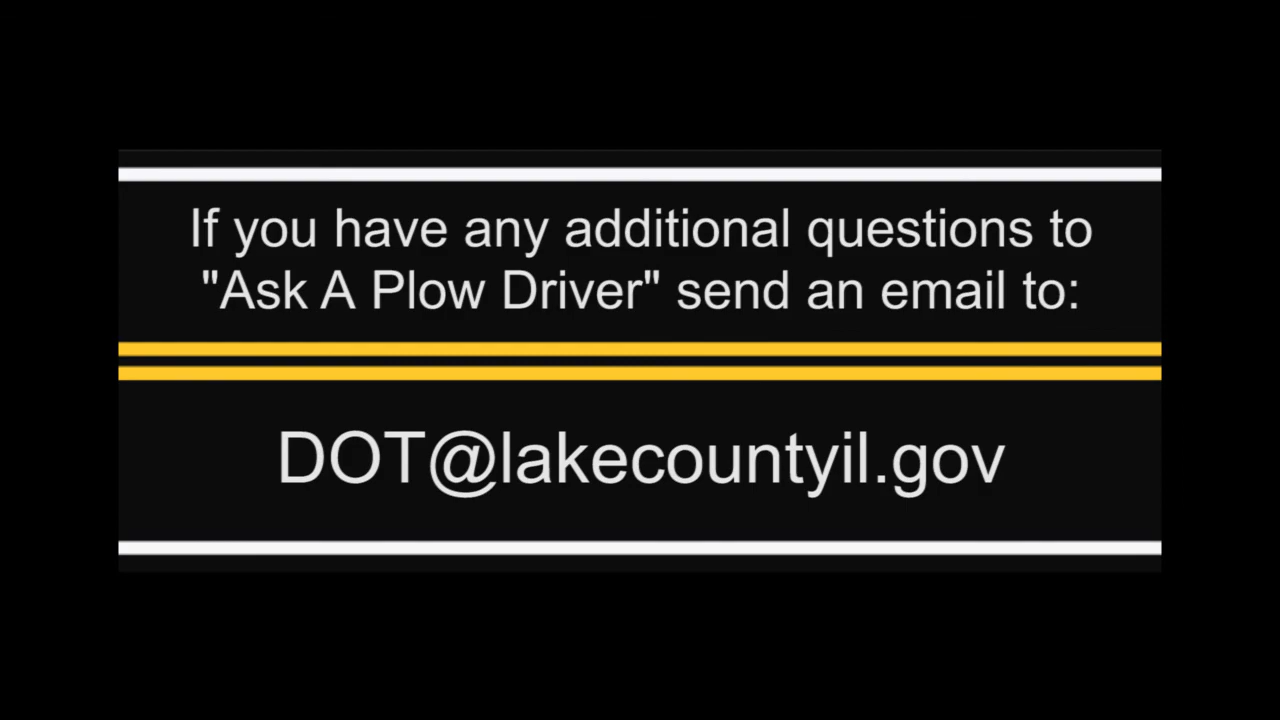 If you have any additional questions to
"Ask A Plow Driver" send an email to:
DOT@lakecountyil.gov